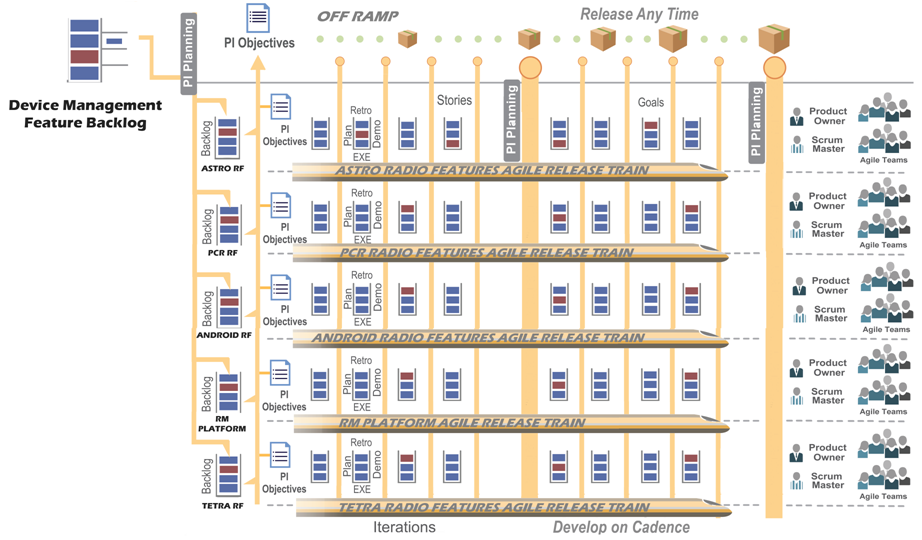 OFF RAMP
Release Any Time
PI Planning
PI Objectives
Device Management
Feature Backlog
PI Planning
PI Planning
Stories
Goals
Backlog
ASTRO RF
PI
Objectives
Retro
Plan
Demo
EXE
Product
Owner
Scrum
Master
Agile Teams
ASTRO RADIO FEATURES AGILE RELEASE TRAIN
Backlog
PCR RF
PI
Objectives
Retro
Plan
Demo
EXE
Product
Owner
Scrum
Master
Agile Teams
PCR RADIO FEATURES AGILE RELEASE TRAIN
Backlog
ANDROID RF
PI
Objectives
Retro
Plan
Demo
EXE
Product
Owner
Scrum
Master
Agile Teams
ANDROID RADIO FEATURES AGILE RELEASE TRAIN
Backlog
RM
PLATFORM
PI
Objectives
Retro
Plan
Demo
EXE
Product
Owner
Scrum
Master
Agile Teams
RM PLATFORM AGILE RELEASE TRAIN
Backlog
TETRA RF
PI
Objectives
Retro
Plan
Demo
EXE
Product
Owner
Scrum
Master
Agile Teams
TETRA RADIO FEATURES AGILE RELEASE TRAIN
Iterations
Develop on Cadence